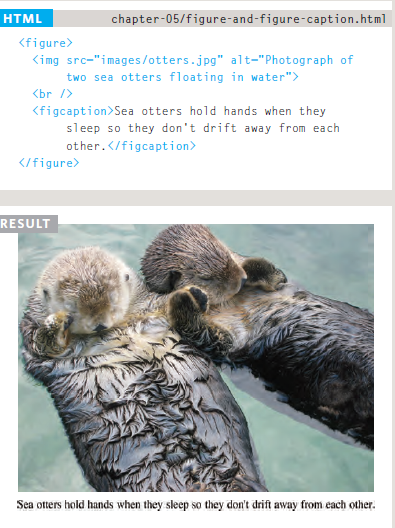 HTML chapter-05/figure-and-figure-caption.html
<figure>
<img src="images/otters.jpg" alt="Photograph of
two sea otters floating in water">
<br />
<figcaption>Sea otters hold hands when they
sleep so they don't drift away from each
other.</figcaption>
</figure>
RESULT
Sea otters hold hands when they sleep so they don't drift away from each other.